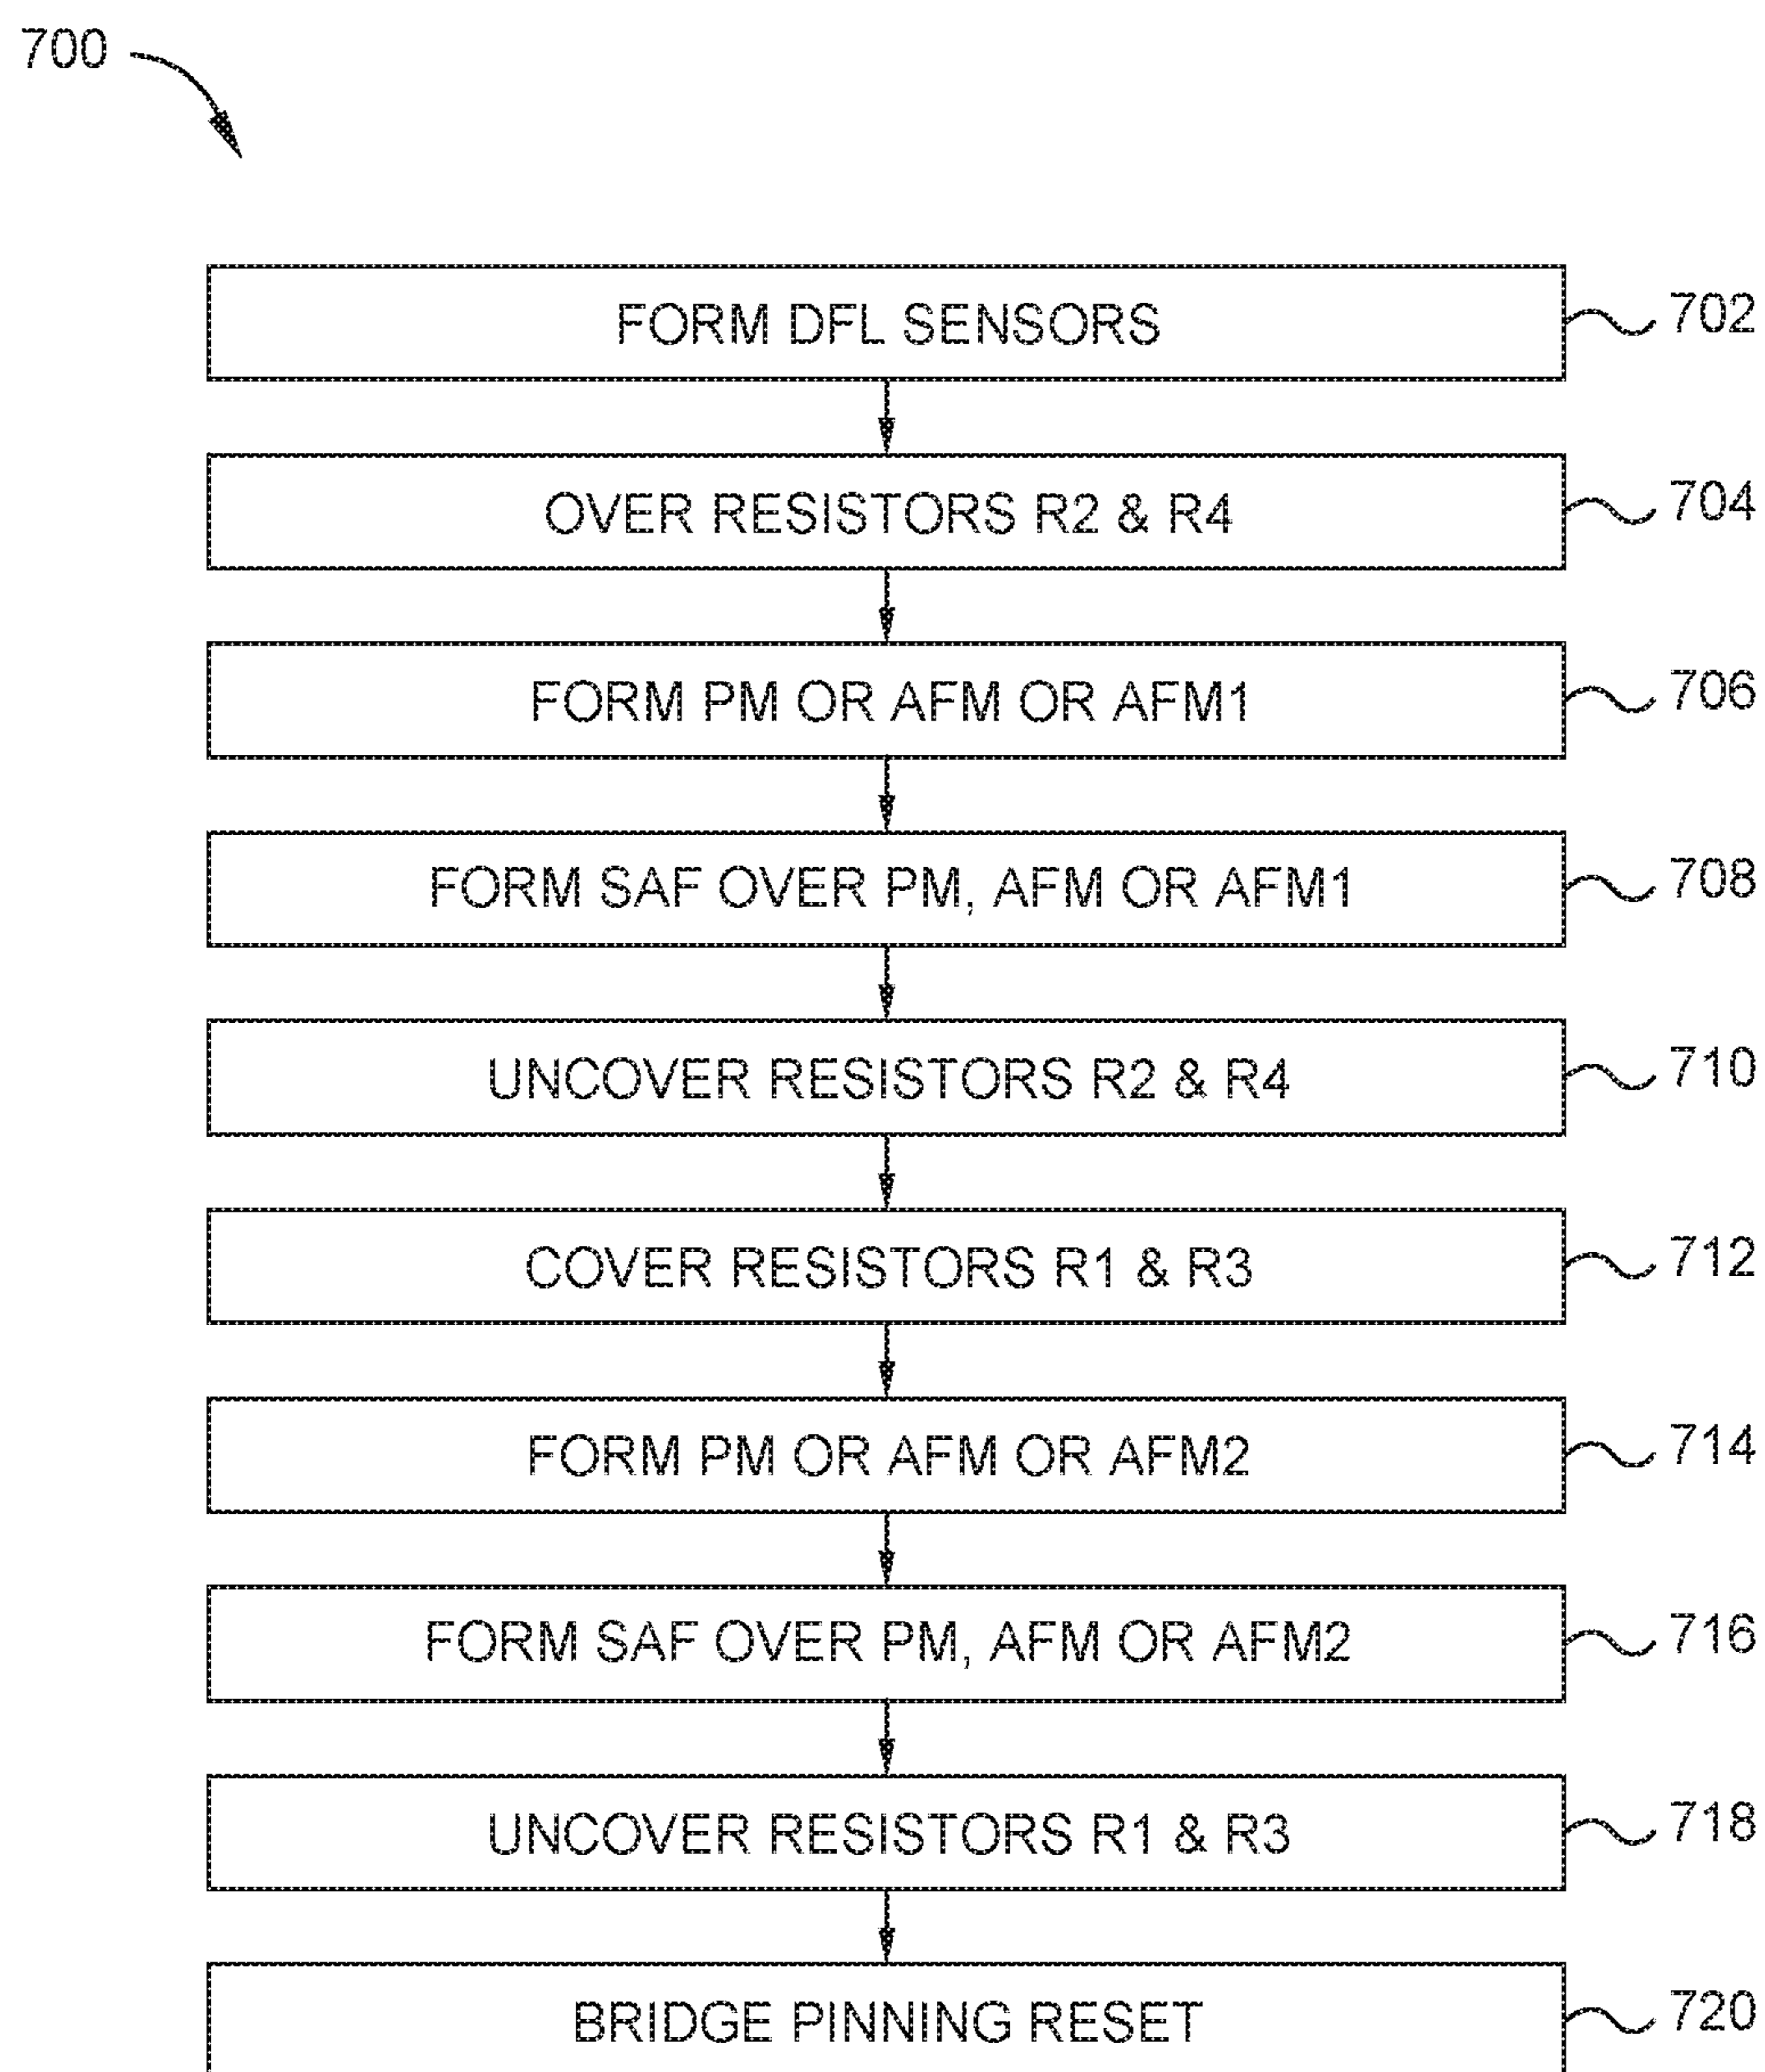 700
FORM DFL SENSORS
702
OVER RESISTORS R2 & R4
704
FORM PM OR AFM OR AFM1
706
FORM SAF OVER PM, AFM OR AFM1
708
UNCOVER RESISTORS R2 & R4
710
COVER RESISTORS R1 & R3
712
FORM PM OR AFM OR AFM2
714
FORM SAF OVER PM, AFM OR AFM2
716
UNCOVER RESISTORS R1 & R3
718
BRIDGE PINNING RESET
720